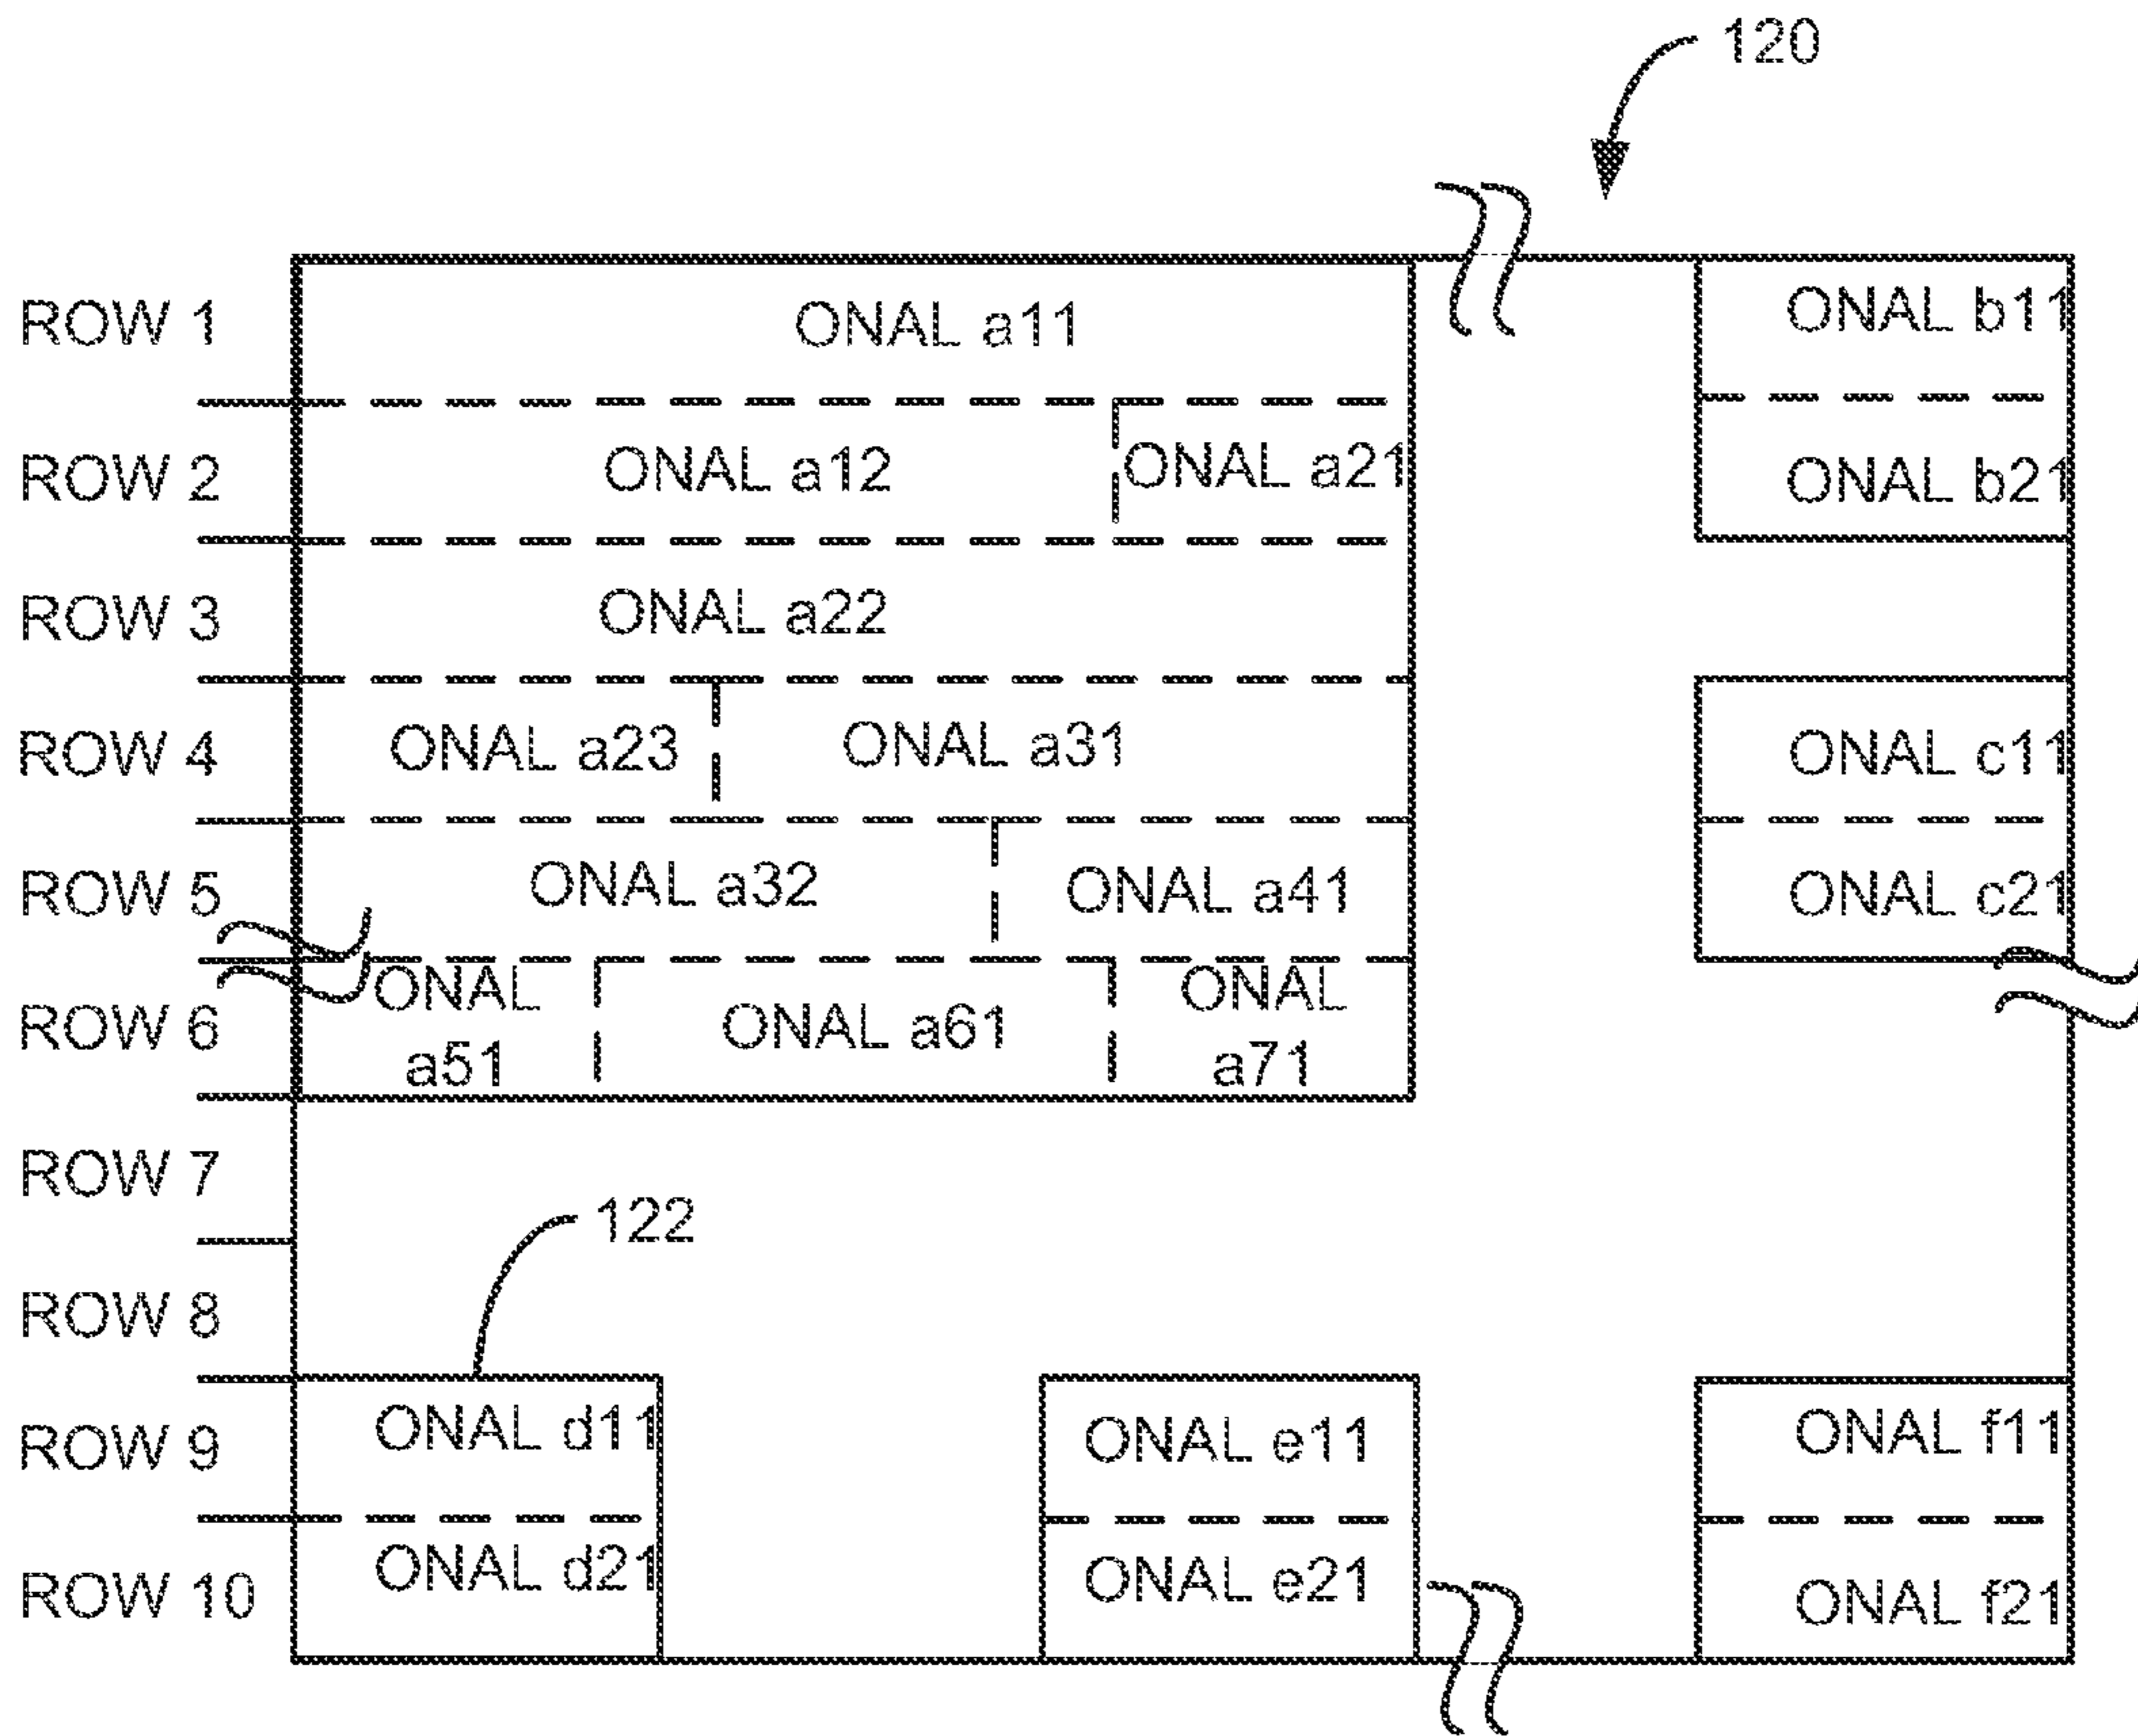 120
ROW 1 ONAL a11 ONAL b11
ROW 2 ONAL a12 ONAL a21 ONAL b21
ROW 3 ONAL a22
ROW 4 ONAL a23 ONAL a31 ONAL c11
ROW 5 ONAL a32 ONAL a41 ONAL c21
ROW 6 ONAL a51 ONAL a61 ONAL a71
ROW 7
122
ROW 8
ROW 9 ONAL d11 ONAL e11 ONAL f11
ROW 10 ONAL d21 ONAL e21 ONAL f21